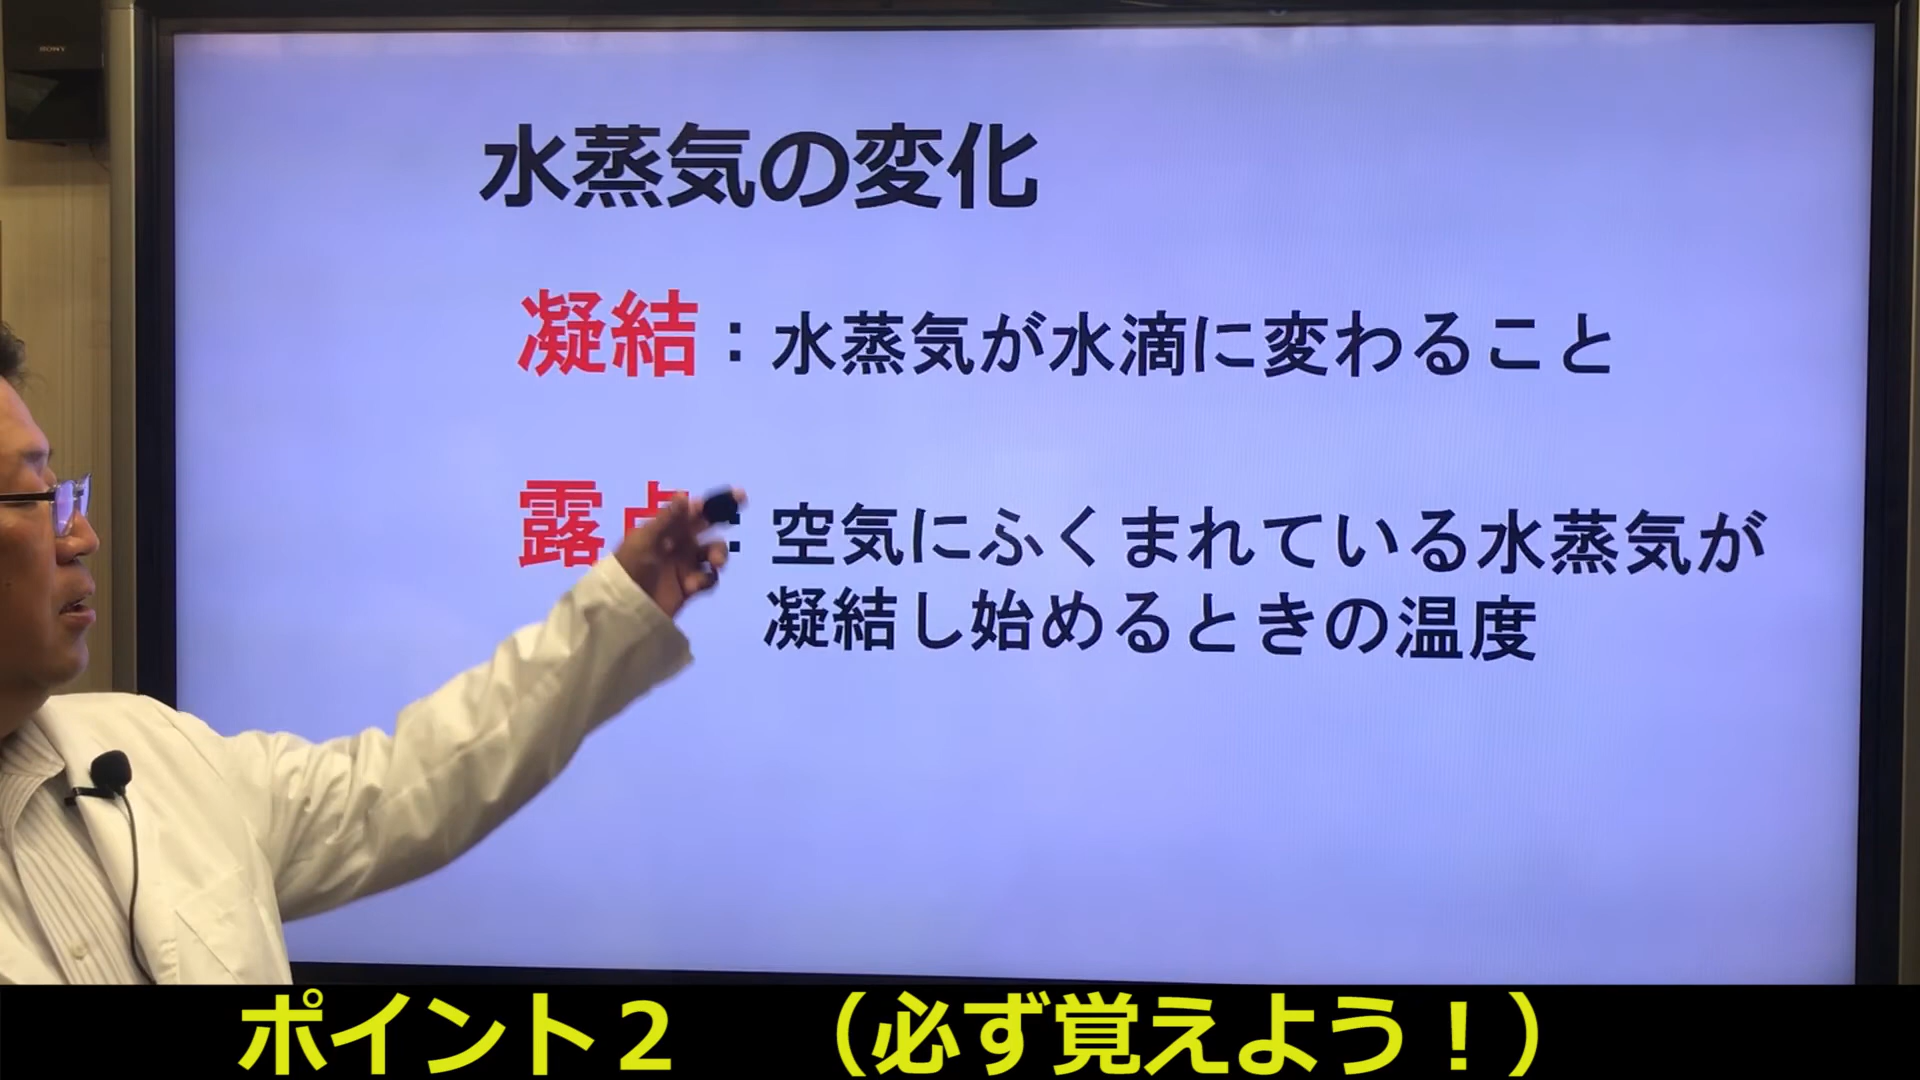 SONY
水蒸気の変化
凝結：水蒸気が水滴に変わること
露点：空気にふくまれている水蒸気が
凝結し始めるときの温度
ポイント２　（必ず覚えよう！）